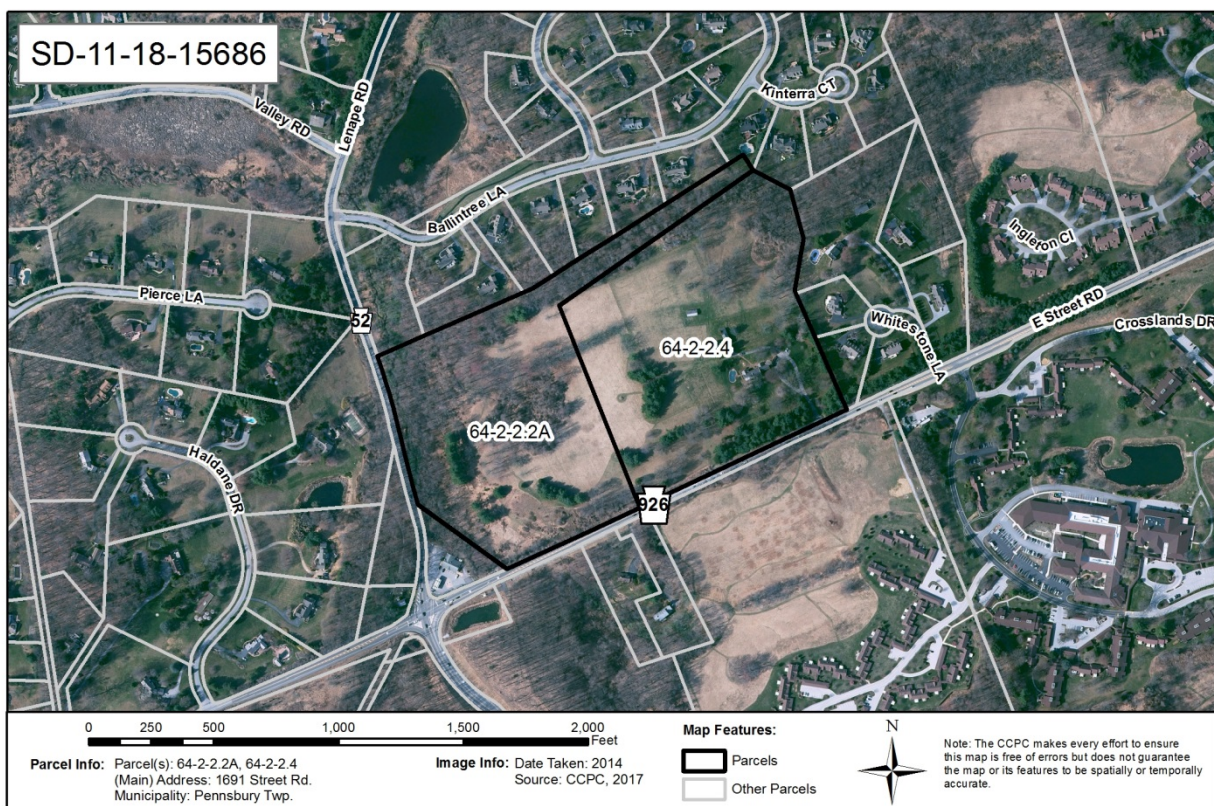 SD-11-18-15686
Valley RD
Lenape RD
Kinterra CT
Ballintree LA
Ingleton CI
Pierce LA
52
E Street RD
Crosslands DR
Whitestone LA
64-2-2.4
64-2-2.2A
Haldane DR
926
0 250 500 1,000 1,500 2,000
Feet
Parcel Info: Parcel(s): 64-2-2.2A, 64-2-2.4
(Main) Address: 1691 Street Rd.
Municipality: Pennsbury Twp.
Image Info: Date Taken: 2014
Source: CCPC, 2017
Map Features:
Parcels
Other Parcels
N
Note: The CCPC makes every effort to ensure
this map is free of errors but does not guarantee
the map or its features to be spatially or temporally
accurate.